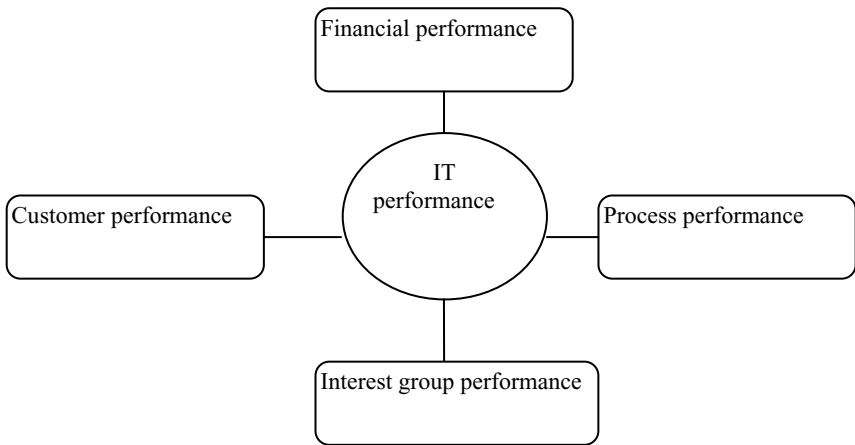 Financial performance
IT
performance
Customer performance
Process performance
Interest group performance